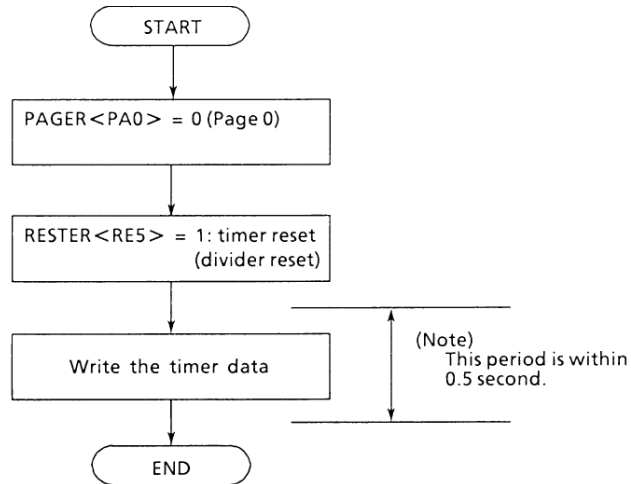 START
PAGER<PA0> = 0 (Page 0)
RESTER<RE5> = 1: timer reset
(divider reset)
Write the timer data
(Note)
This period is within
0.5 second.
END